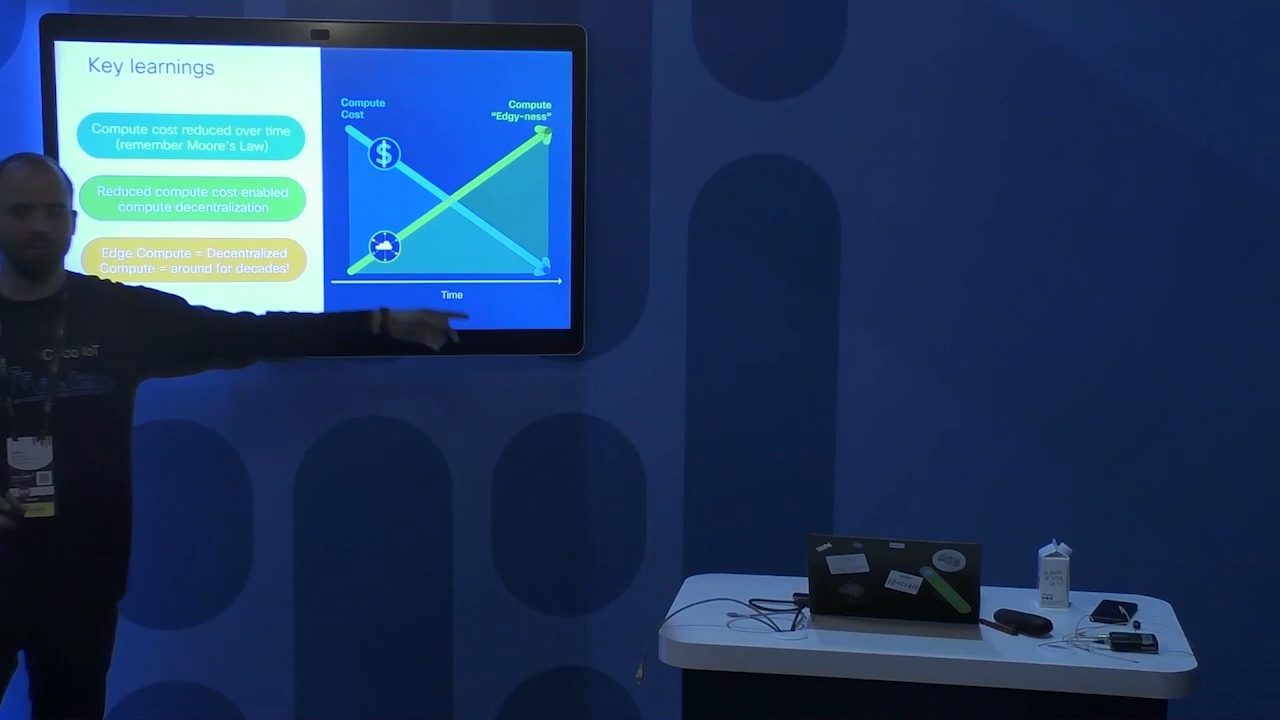 Key learnings
Compute cost reduced over time
(remember Moore's Law)
Reduced compute cost enabled
compute decentralization
Edge Compute = Decentralized
Compute = around for decades!
Compute
Cost
Compute
"Edgy-ness"
$
Time
IoT